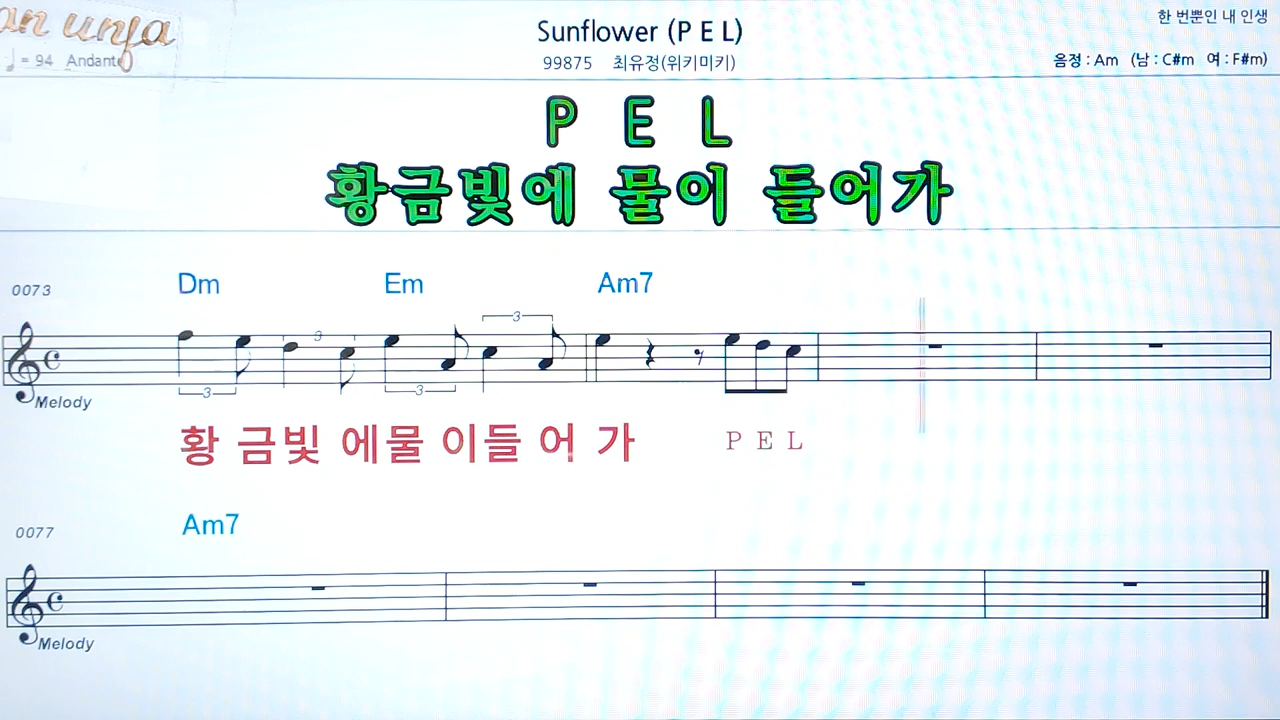 한 번뿐인 내 인생
an unja
Sunflower (P E L)
♩= 94 Andante
99875 최유정(위키미키)
음정 : Am (남 : C#m 여 : F#m)
P E L
황금빛에 물이 들어가
0073
Dm Em Am7
3 3 3 3
Melody
황 금빛 에물 이들 어 가 P E L
0077
Am7
Melody